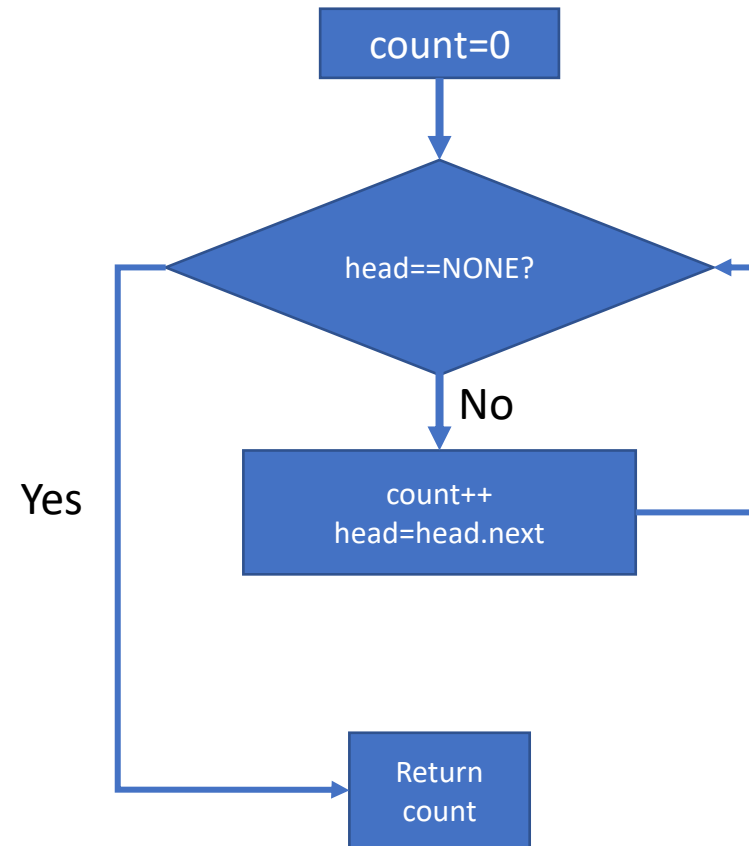 count=0
head==NONE?
No
Yes
count++
head=head.next
Return
count